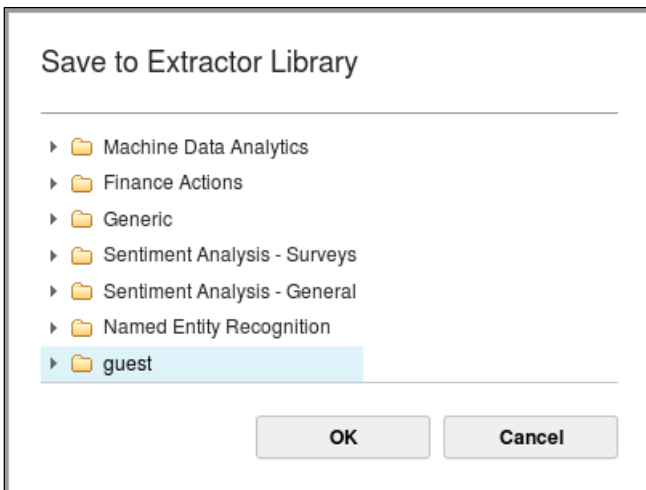 Save to Extractor Library
Machine Data Analytics
Finance Actions
Generic
Sentiment Analysis - Surveys
Sentiment Analysis - General
Named Entity Recognition
guest
OK Cancel